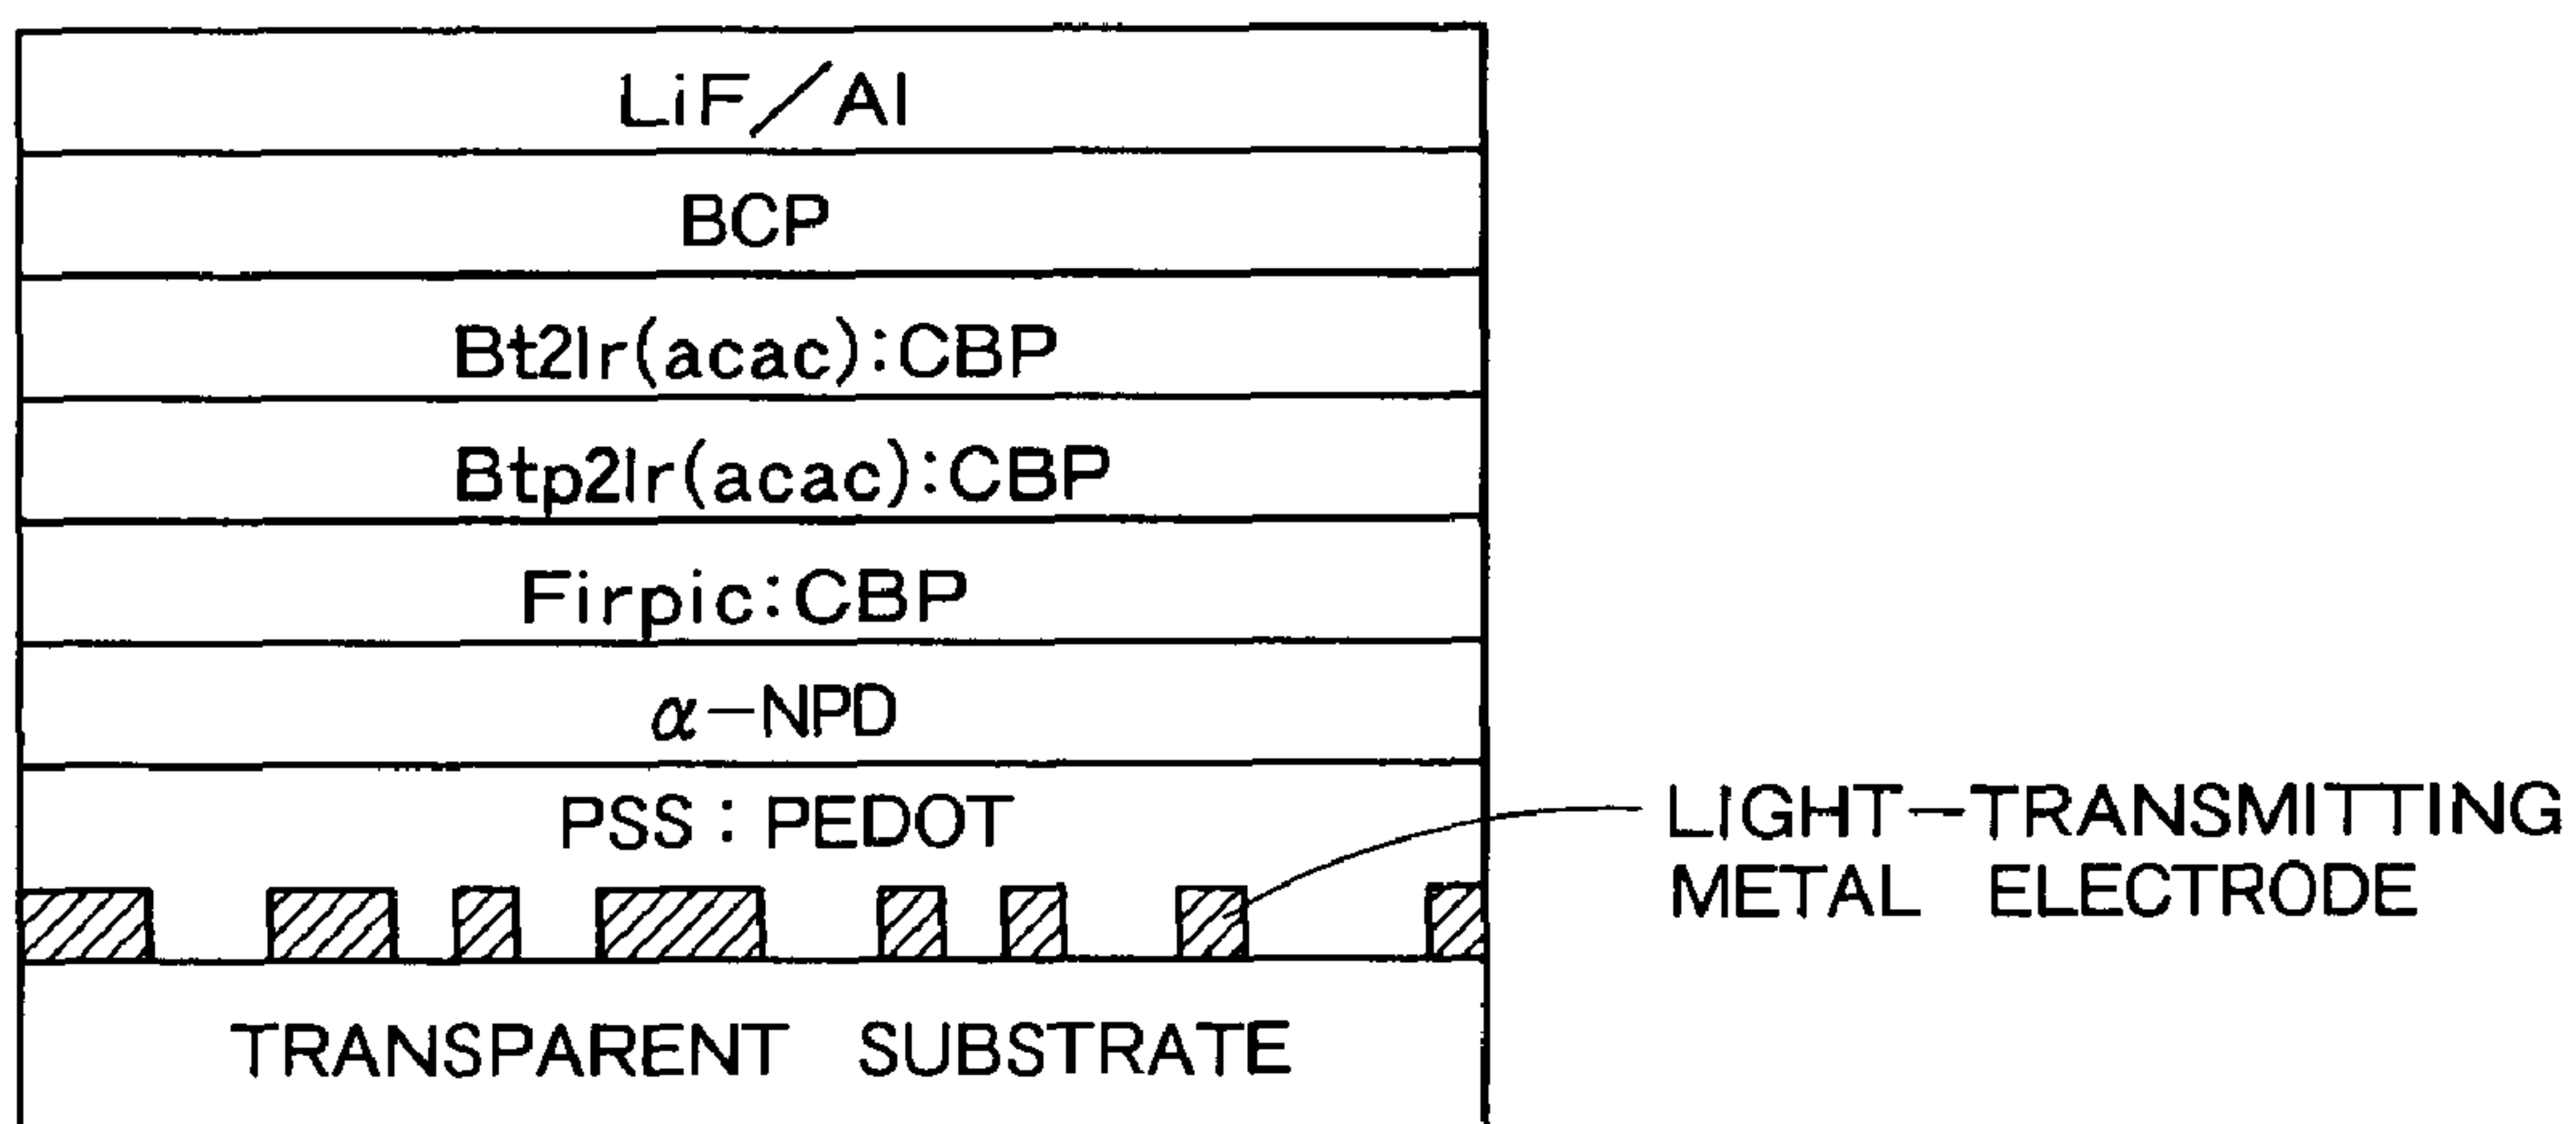 LiF/Al
BCP
Bt2Ir(acac):CBP
Btp2Ir(acac):CBP
Firpic:CBP
α-NPD
PSS : PEDOT
LIGHT-TRANSMITTING
METAL ELECTRODE
TRANSPARENT SUBSTRATE